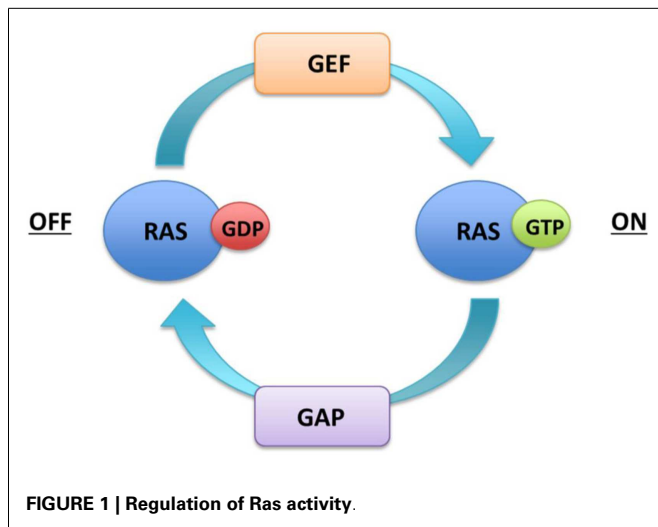 GEF
OFF
RAS
GDP
RAS
GTP
ON
GAP
FIGURE 1 | Regulation of Ras activity.